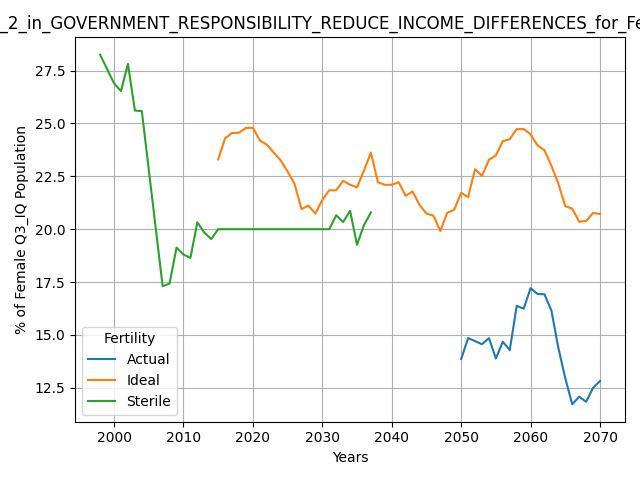 _2_in_GOVERNMENT_RESPONSIBILITY_REDUCE_INCOME_DIFFERENCES_for_Fe
27.5
25.0
22.5
20.0
17.5
15.0
12.5
% of Female Q3_IQ Population
Fertility
Actual
Ideal
Sterile
2000 2010 2020 2030 2040 2050 2060 2070
Years